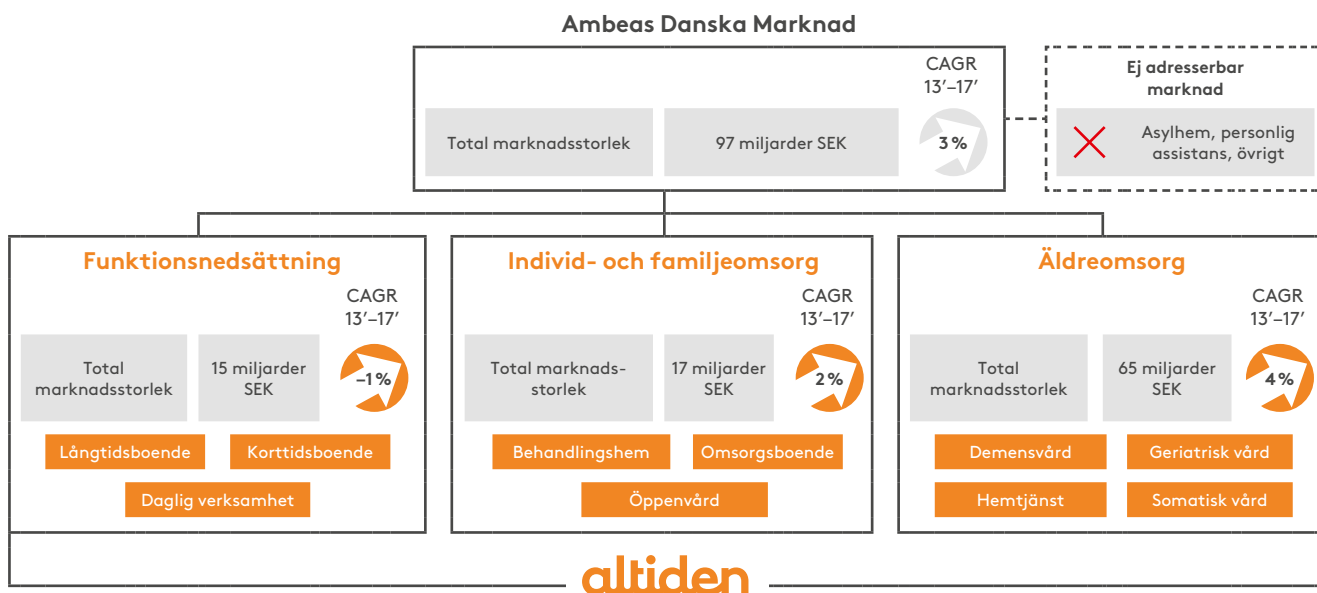 Ambeas Danska Marknad
CAGR
13’–17’
Total marknadsstorlek
97 miljarder SEK
3 %
Ej adresserbar
marknad
Asylhem, personlig
assistans, övrigt
Funktionsnedsättning
CAGR
13’–17’
Total
marknadsstorlek
15 miljarder
SEK
–1 %
Långtidsboende
Korttidsboende
Daglig verksamhet
Individ- och familjeomsorg
CAGR
13’–17’
Total marknads-
storlek
17 miljarder
SEK
2 %
Behandlingshem
Omsorgsboende
Öppenvård
Äldreomsorg
CAGR
13’–17’
Total
marknadsstorlek
65 miljarder
SEK
4 %
Demensvård
Geriatrisk vård
Hemtjänst
Somatisk vård
altiden